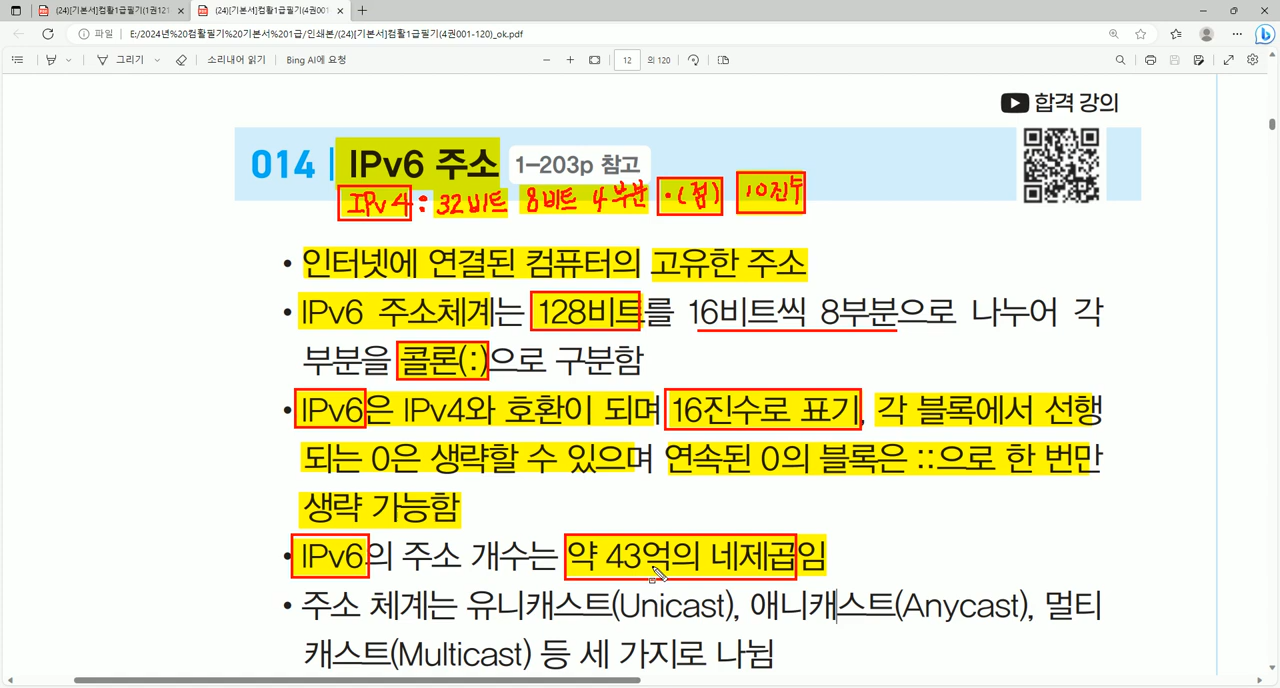 (24)[기본서]컴활1급필기(1권121
(24)[기본서]컴활1급필기(4권001
파일 E:/2024년%20컴활필기%20기본서%201급/인쇄본/(24)[기본서]컴활1급필기(4권001-120)_ok.pdf
그리기 소리내어 읽기 Bing AI에 요청 12 의 120
합격 강의
014 IPv6 주소 1-203p 참고
IPv4 : 32비트 8비트 4부분 .(점) 10진수
• 인터넷에 연결된 컴퓨터의 고유한 주소
• IPv6 주소체계는 128비트를 16비트씩 8부분으로 나누어 각
부분을 콜론(:)으로 구분함
• IPv6은 IPv4와 호환이 되며 16진수로 표기, 각 블록에서 선행
되는 0은 생략할 수 있으며 연속된 0의 블록은 ::으로 한 번만
생략 가능함
• IPv6의 주소 개수는 약 43억의 네제곱임
• 주소 체계는 유니캐스트(Unicast), 애니캐스트(Anycast), 멀티
캐스트(Multicast) 등 세 가지로 나뉨